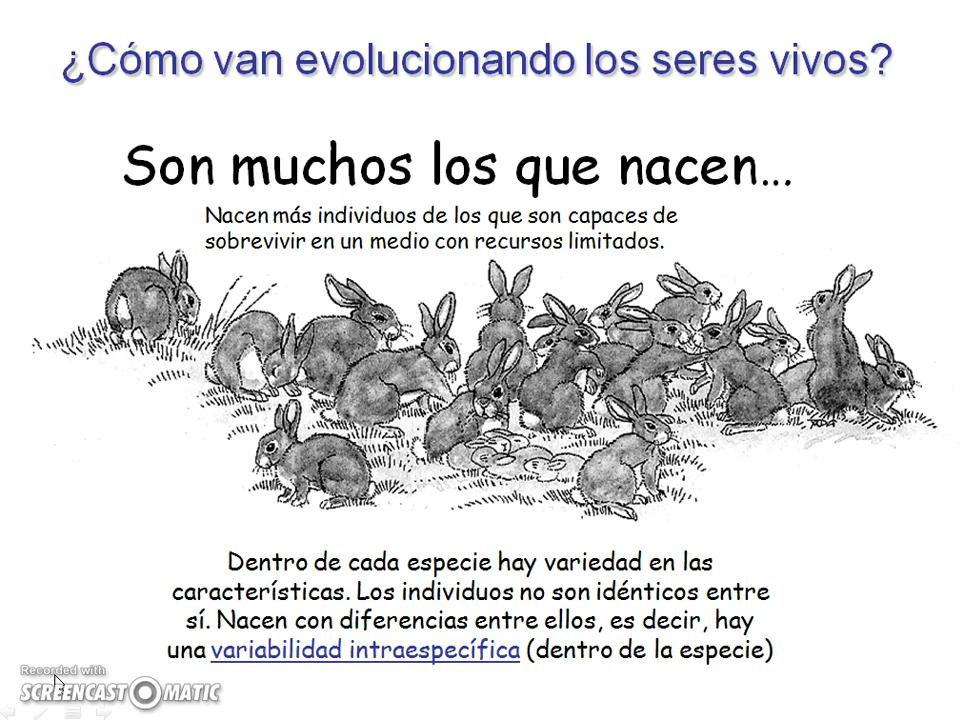 ¿Cómo van evolucionando los seres vivos?
Son muchos los que nacen...
Nacen más individuos de los que son capaces de
sobrevivir en un medio con recursos limitados.
Dentro de cada especie hay variedad en las
características. Los individuos no son idénticos entre
sí. Nacen con diferencias entre ellos, es decir, hay
una variabilidad intraespecífica (dentro de la especie)
Recorded with
SCREENCAST-O-MATIC